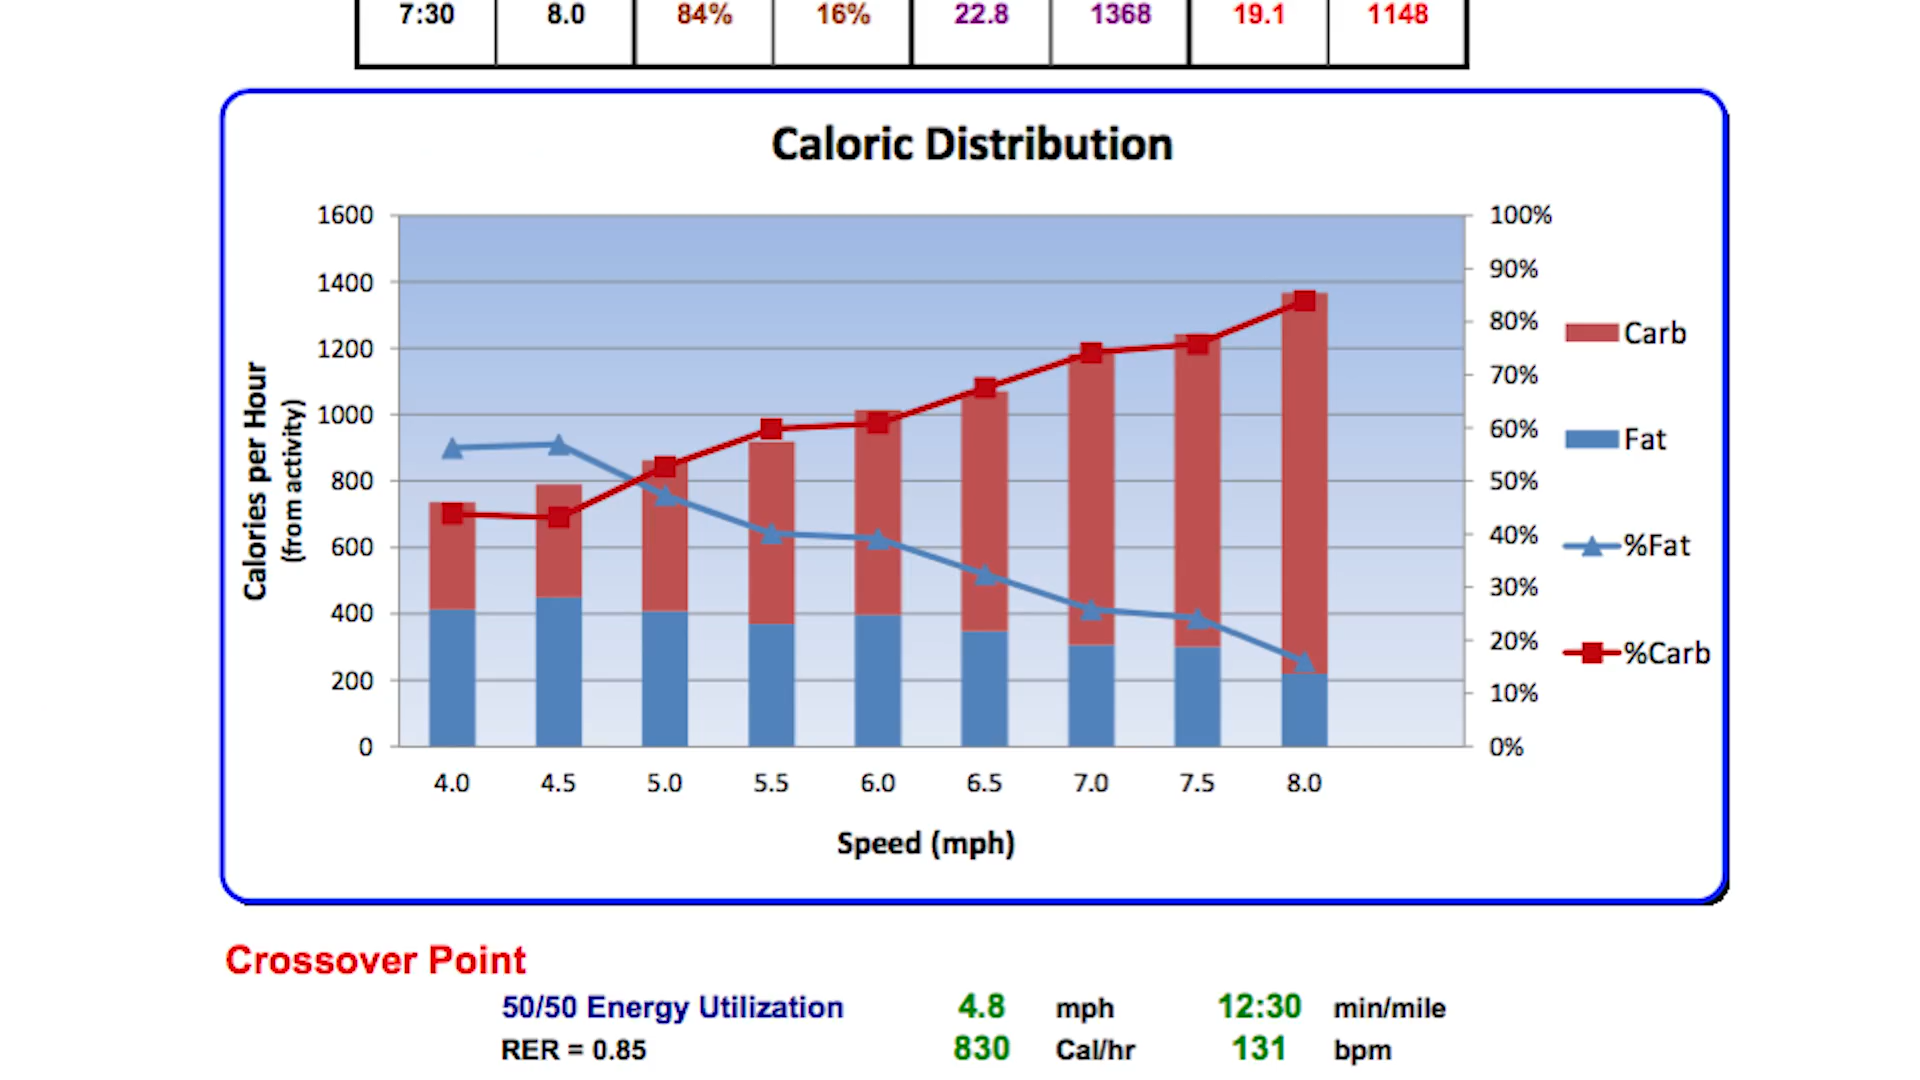 7:30 8.0 84% 16% 22.8 1368 19.1 1148
Caloric Distribution
Calories per Hour
(from activity)
1600
1400
1200
1000
800
600
400
200
0
100%
90%
80%
70%
60%
50%
40%
30%
20%
10%
0%
Carb
Fat
%Fat
%Carb
4.0 4.5 5.0 5.5 6.0 6.5 7.0 7.5 8.0
Speed (mph)
Crossover Point
50/50 Energy Utilization 4.8 mph 12:30 min/mile
RER = 0.85 830 Cal/hr 131 bpm